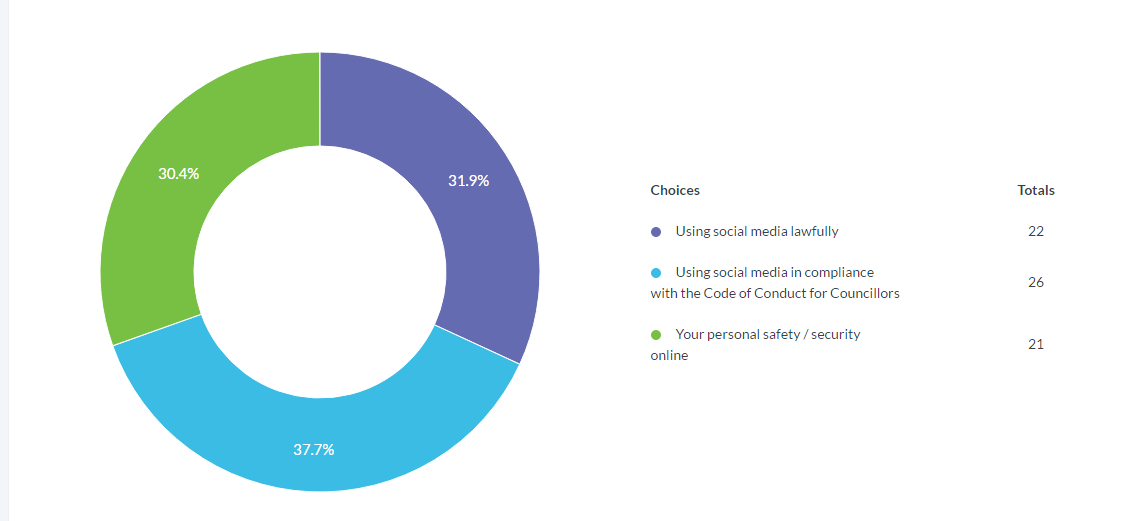 30.4%
31.9%
37.7%
Choices Totals
Using social media lawfully 22
Using social media in compliance
with the Code of Conduct for Councillors 26
Your personal safety / security
online 21